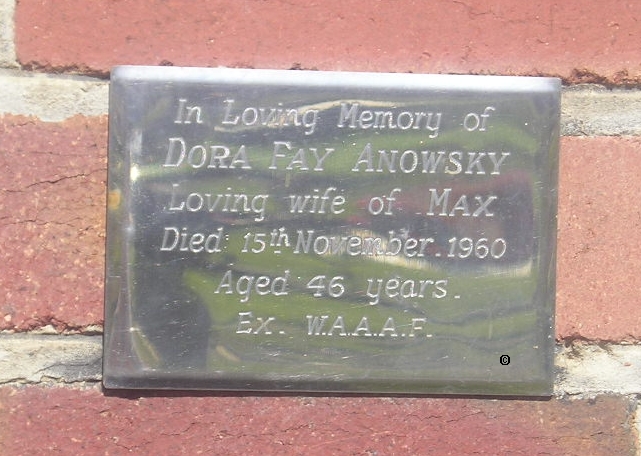 In Loving Memory of
DORA FAY ANOWSKY
Loving wife of MAX
Died 15th November. 1960
Aged 46 years.
Ex. W.A.A.A.F.
©